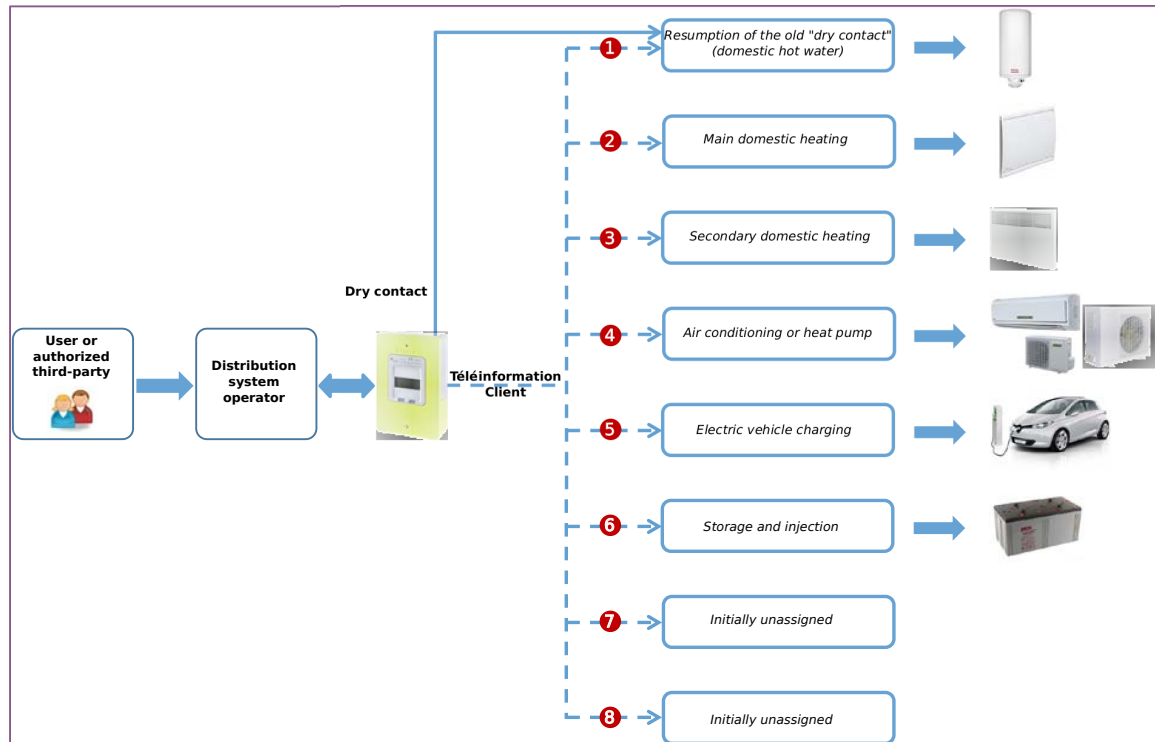 1
Resumption of the old "dry contact"
(domestic hot water)
2
Main domestic heating
3
Secondary domestic heating
Dry contact
4
Air conditioning or heat pump
User or
authorized
third-party
Distribution
system
operator
Téléinformation
Client
5
Electric vehicle charging
6
Storage and injection
7
Initially unassigned
8
Initially unassigned